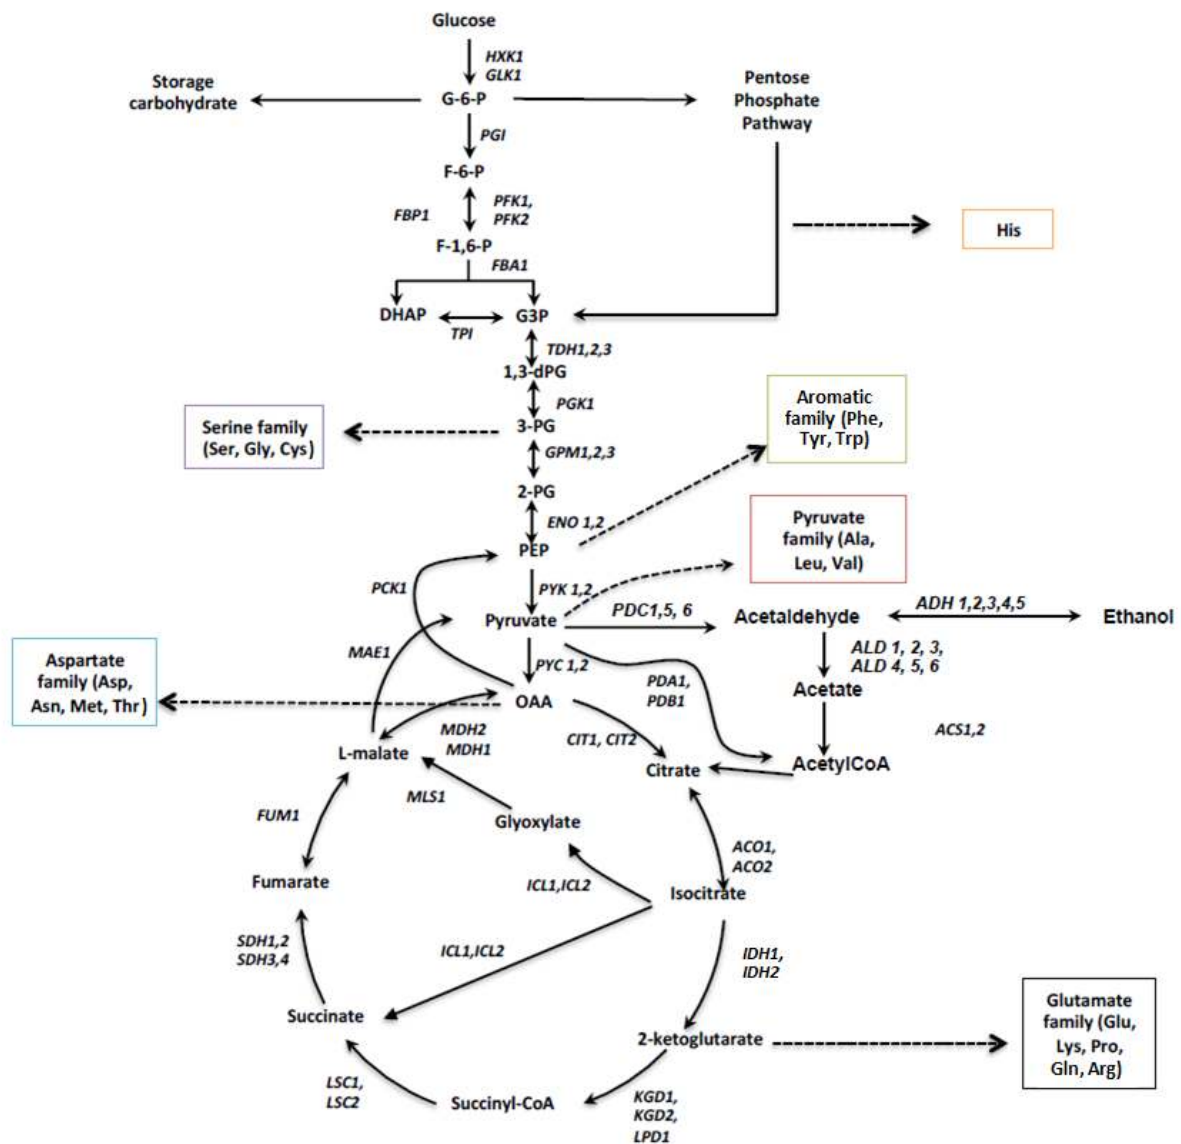 Glucose
HXK1
GLK1
Storage
carbohydrate
G-6-P
Pentose
Phosphate
Pathway
PGI
F-6-P
FBP1
PFK1,
PFK2
F-1,6-P
FBA1
His
DHAP
TPI
G3P
TDH1,2,3
1,3-dPG
PGK1
Serine family
(Ser, Gly, Cys)
3-PG
Aromatic
family (Phe,
Tyr, Trp)
GPM1,2,3
2-PG
ENO 1,2
PEP
Pyruvate
family (Ala,
Leu, Val)
PCK1
PYK 1,2
Pyruvate
PDC1,5, 6
Acetaldehyde
ADH 1,2,3,4,5
Ethanol
MAE1
PYC 1,2
ALD 1, 2, 3,
ALD 4, 5, 6
Aspartate
family (Asp,
Asn, Met, Thr)
PDA1,
PDB1
Acetate
OAA
MDH2
MDH1
CIT1, CIT2
ACS1,2
L-malate
Citrate
AcetylCoA
MLS1
FUM1
Glyoxylate
ACO1,
ACO2
Fumarate
ICL1,ICL2
Isocitrate
SDH1,2
SDH3,4
ICL1,ICL2
IDH1,
IDH2
Succinate
2-ketoglutarate
Glutamate
family (Glu,
Lys, Pro,
Gln, Arg)
LSC1,
LSC2
Succinyl-CoA
KGD1,
KGD2,
LPD1